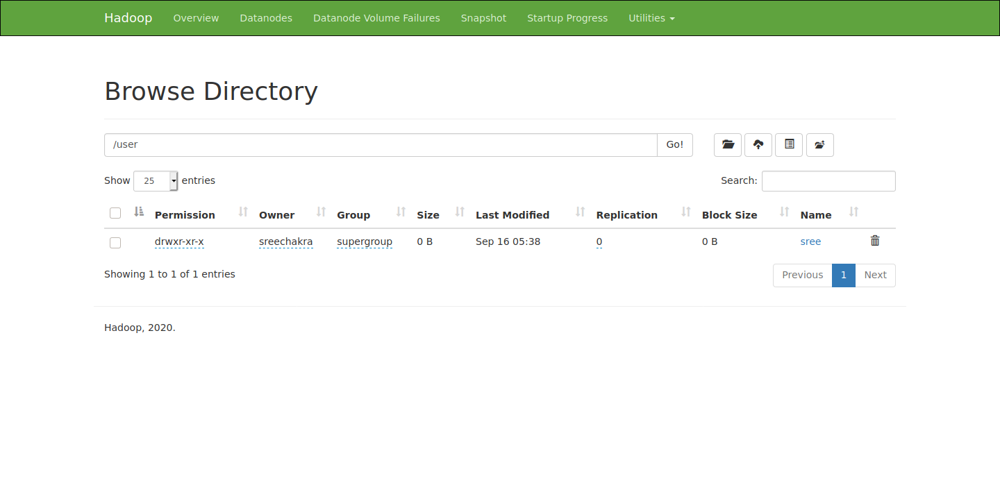 Hadoop Overview Datanodes Datanode Volume Failures Snapshot Startup Progress Utilities
Browse Directory
/user Go!
Show 25 entries Search:
Permission Owner Group Size Last Modified Replication Block Size Name
drwxr-xr-x sreechakra supergroup 0 B Sep 16 05:38 0 0 B sree
Showing 1 to 1 of 1 entries Previous 1 Next
Hadoop, 2020.